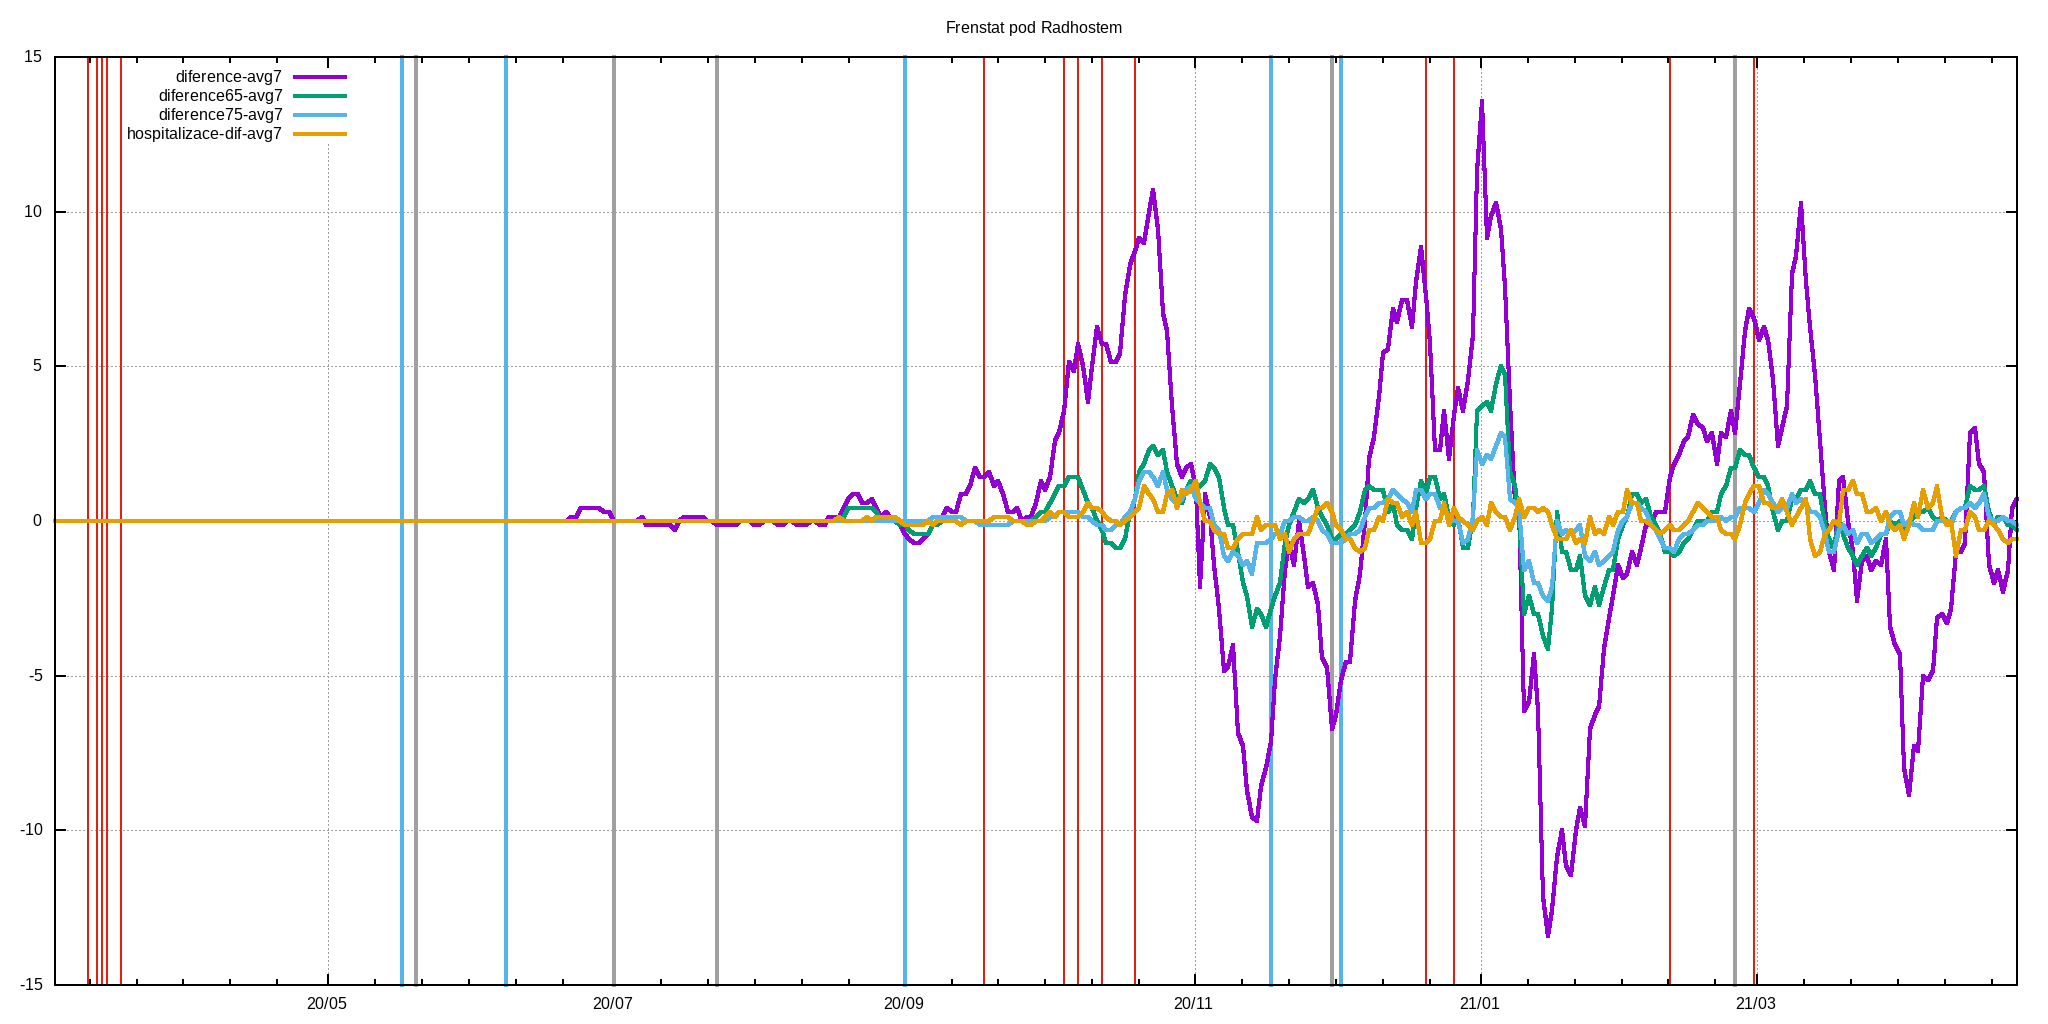 Frenstat pod Radhostem
diference-avg7
diference65-avg7
diference75-avg7
hospitalizace-dif-avg7
15
10
5
0
-5
-10
-15
20/05 20/07 20/09 20/11 21/01 21/03